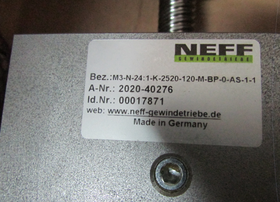 NEFF
GEWINDETRIEBE
Bez.:M3-N-24:1-K-2520-120-M-BP-0-AS-1-1
A-Nr.: 2020-40276
Id.Nr.: 00017871
web: www.neff-gewindetriebe.de
Made in Germany